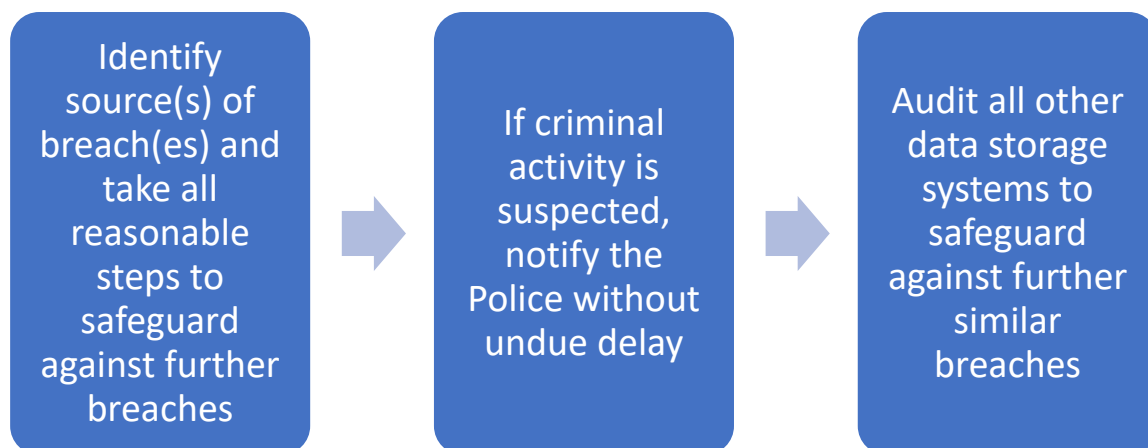 Identify
source(s) of
breach(es) and
take all
reasonable
steps to
safeguard
against further
breaches
If criminal
activity is
suspected,
notify the
Police without
undue delay
Audit all other
data storage
systems to
safeguard
against further
similar
breaches